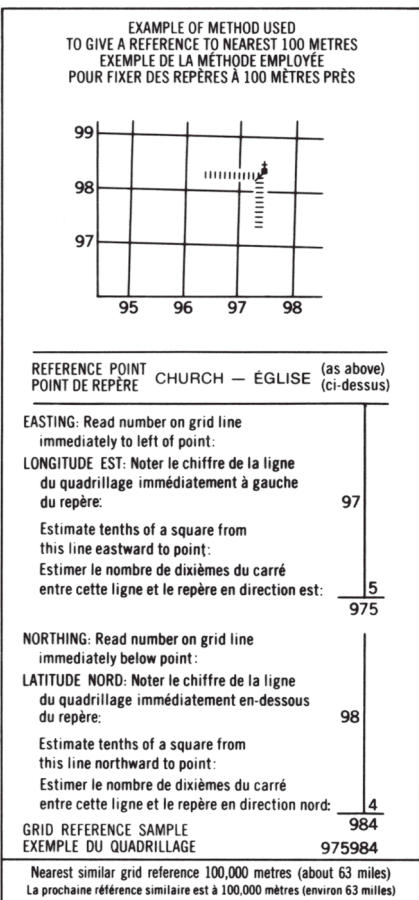 EXAMPLE OF METHOD USED
TO GIVE A REFERENCE TO NEAREST 100 METRES
EXEMPLE DE LA MÉTHODE EMPLOYÉE
POUR FIXER DES REPÈRES À 100 MÈTRES PRÈS
99
98
97
95 96 97 98
REFERENCE POINT
POINT DE REPÈRE
CHURCH — ÉGLISE
(as above)
(ci-dessus)
EASTING: Read number on grid line
immediately to left of point:
LONGITUDE EST: Noter le chiffre de la ligne
du quadrillage immédiatement à gauche
du repère: 97
Estimate tenths of a square from
this line eastward to point:
Estimer le nombre de dixièmes du carré
entre cette ligne et le repère en direction est: 5
975
NORTHING: Read number on grid line
immediately below point:
LATITUDE NORD: Noter le chiffre de la ligne
du quadrillage immédiatement en-dessous
du repère: 98
Estimate tenths of a square from
this line northward to point:
Estimer le nombre de dixièmes du carré
entre cette ligne et le repère en direction nord: 4
GRID REFERENCE SAMPLE 984
EXEMPLE DU QUADRILLAGE 975984
Nearest similar grid reference 100,000 metres (about 63 miles)
La prochaine référence similaire est à 100,000 mètres (environ 63 milles)